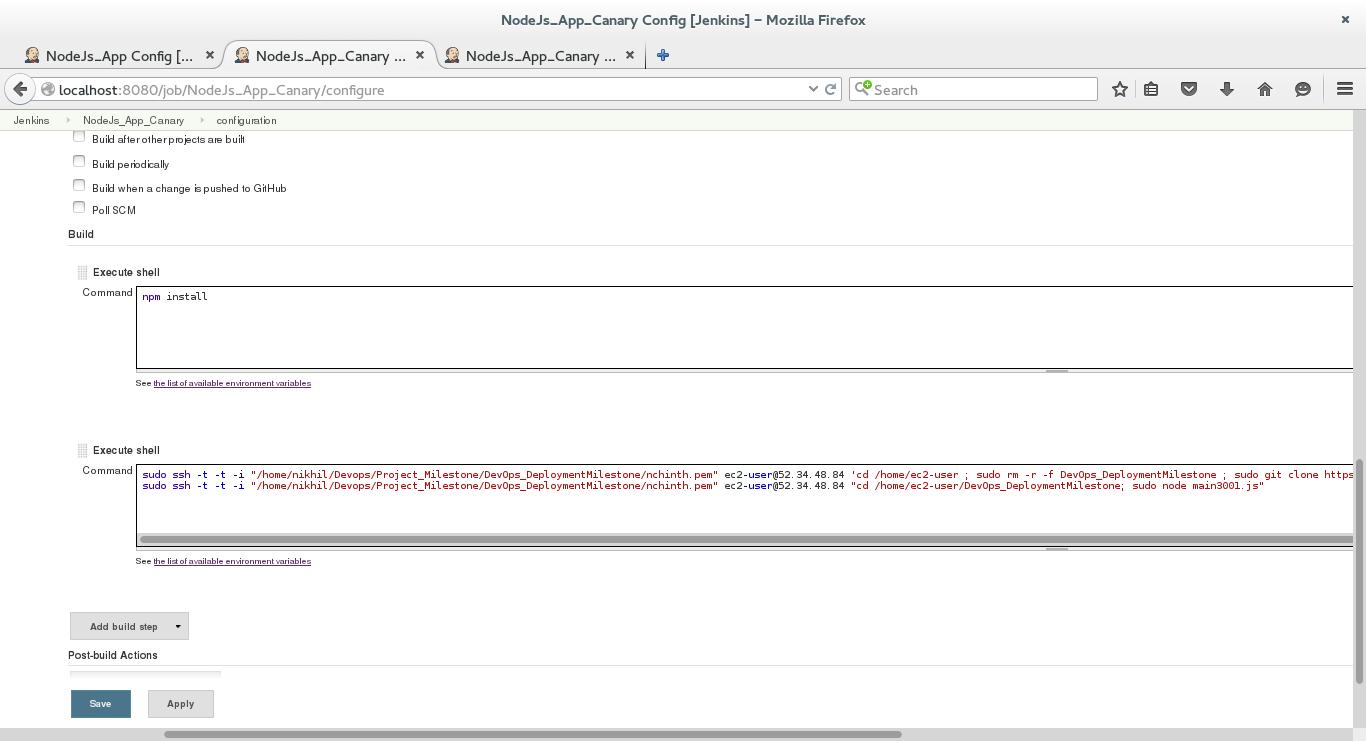 NodeJs_App_Canary Config [Jenkins] – Mozilla Firefox
NodeJs_App Config [...
NodeJs_App_Canary ...
NodeJs_App_Canary ...
localhost:8080/job/NodeJs_App_Canary/configure
Search
Jenkins
NodeJs_App_Canary
configuration
Build after other projects are built
Build periodically
Build when a change is pushed to GitHub
Poll SCM
Build
Execute shell
Command
npm install
See the list of available environment variables
Execute shell
Command
sudo ssh -t -t -i "/home/nikhil/Devops/Project_Milestone/DevOps_DeploymentMilestone/nchinth.pem" ec2-user@52.34.48.84 'cd /home/ec2-user ; sudo rm -r -f DevOps_DeploymentMilestone ; sudo git clone https
sudo ssh -t -t -i "/home/nikhil/Devops/Project_Milestone/DevOps_DeploymentMilestone/nchinth.pem" ec2-user@52.34.48.84 "cd /home/ec2-user/DevOps_DeploymentMilestone; sudo node main3001.js"
See the list of available environment variables
Add build step
Post-build Actions
Save
Apply